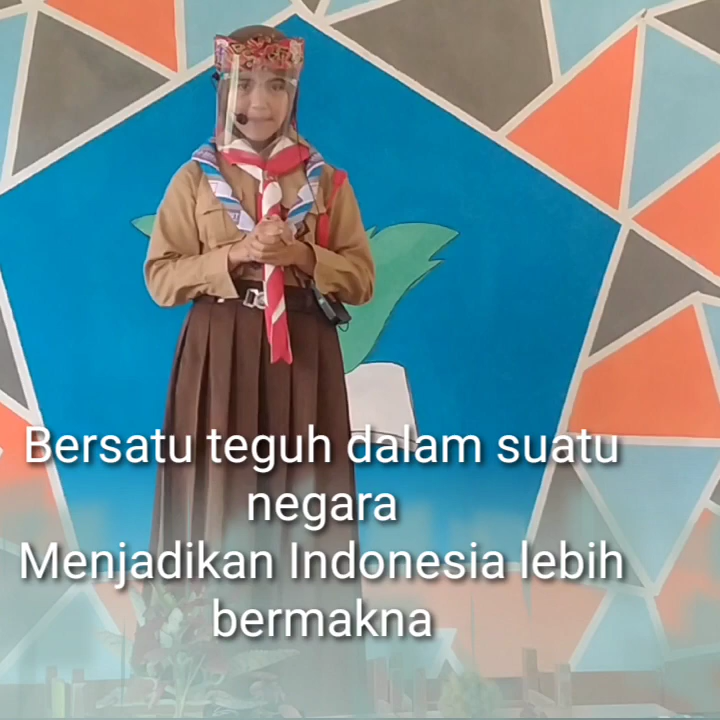 Bersatu teguh dalam suatu
negara
Menjadikan Indonesia lebih
bermakna